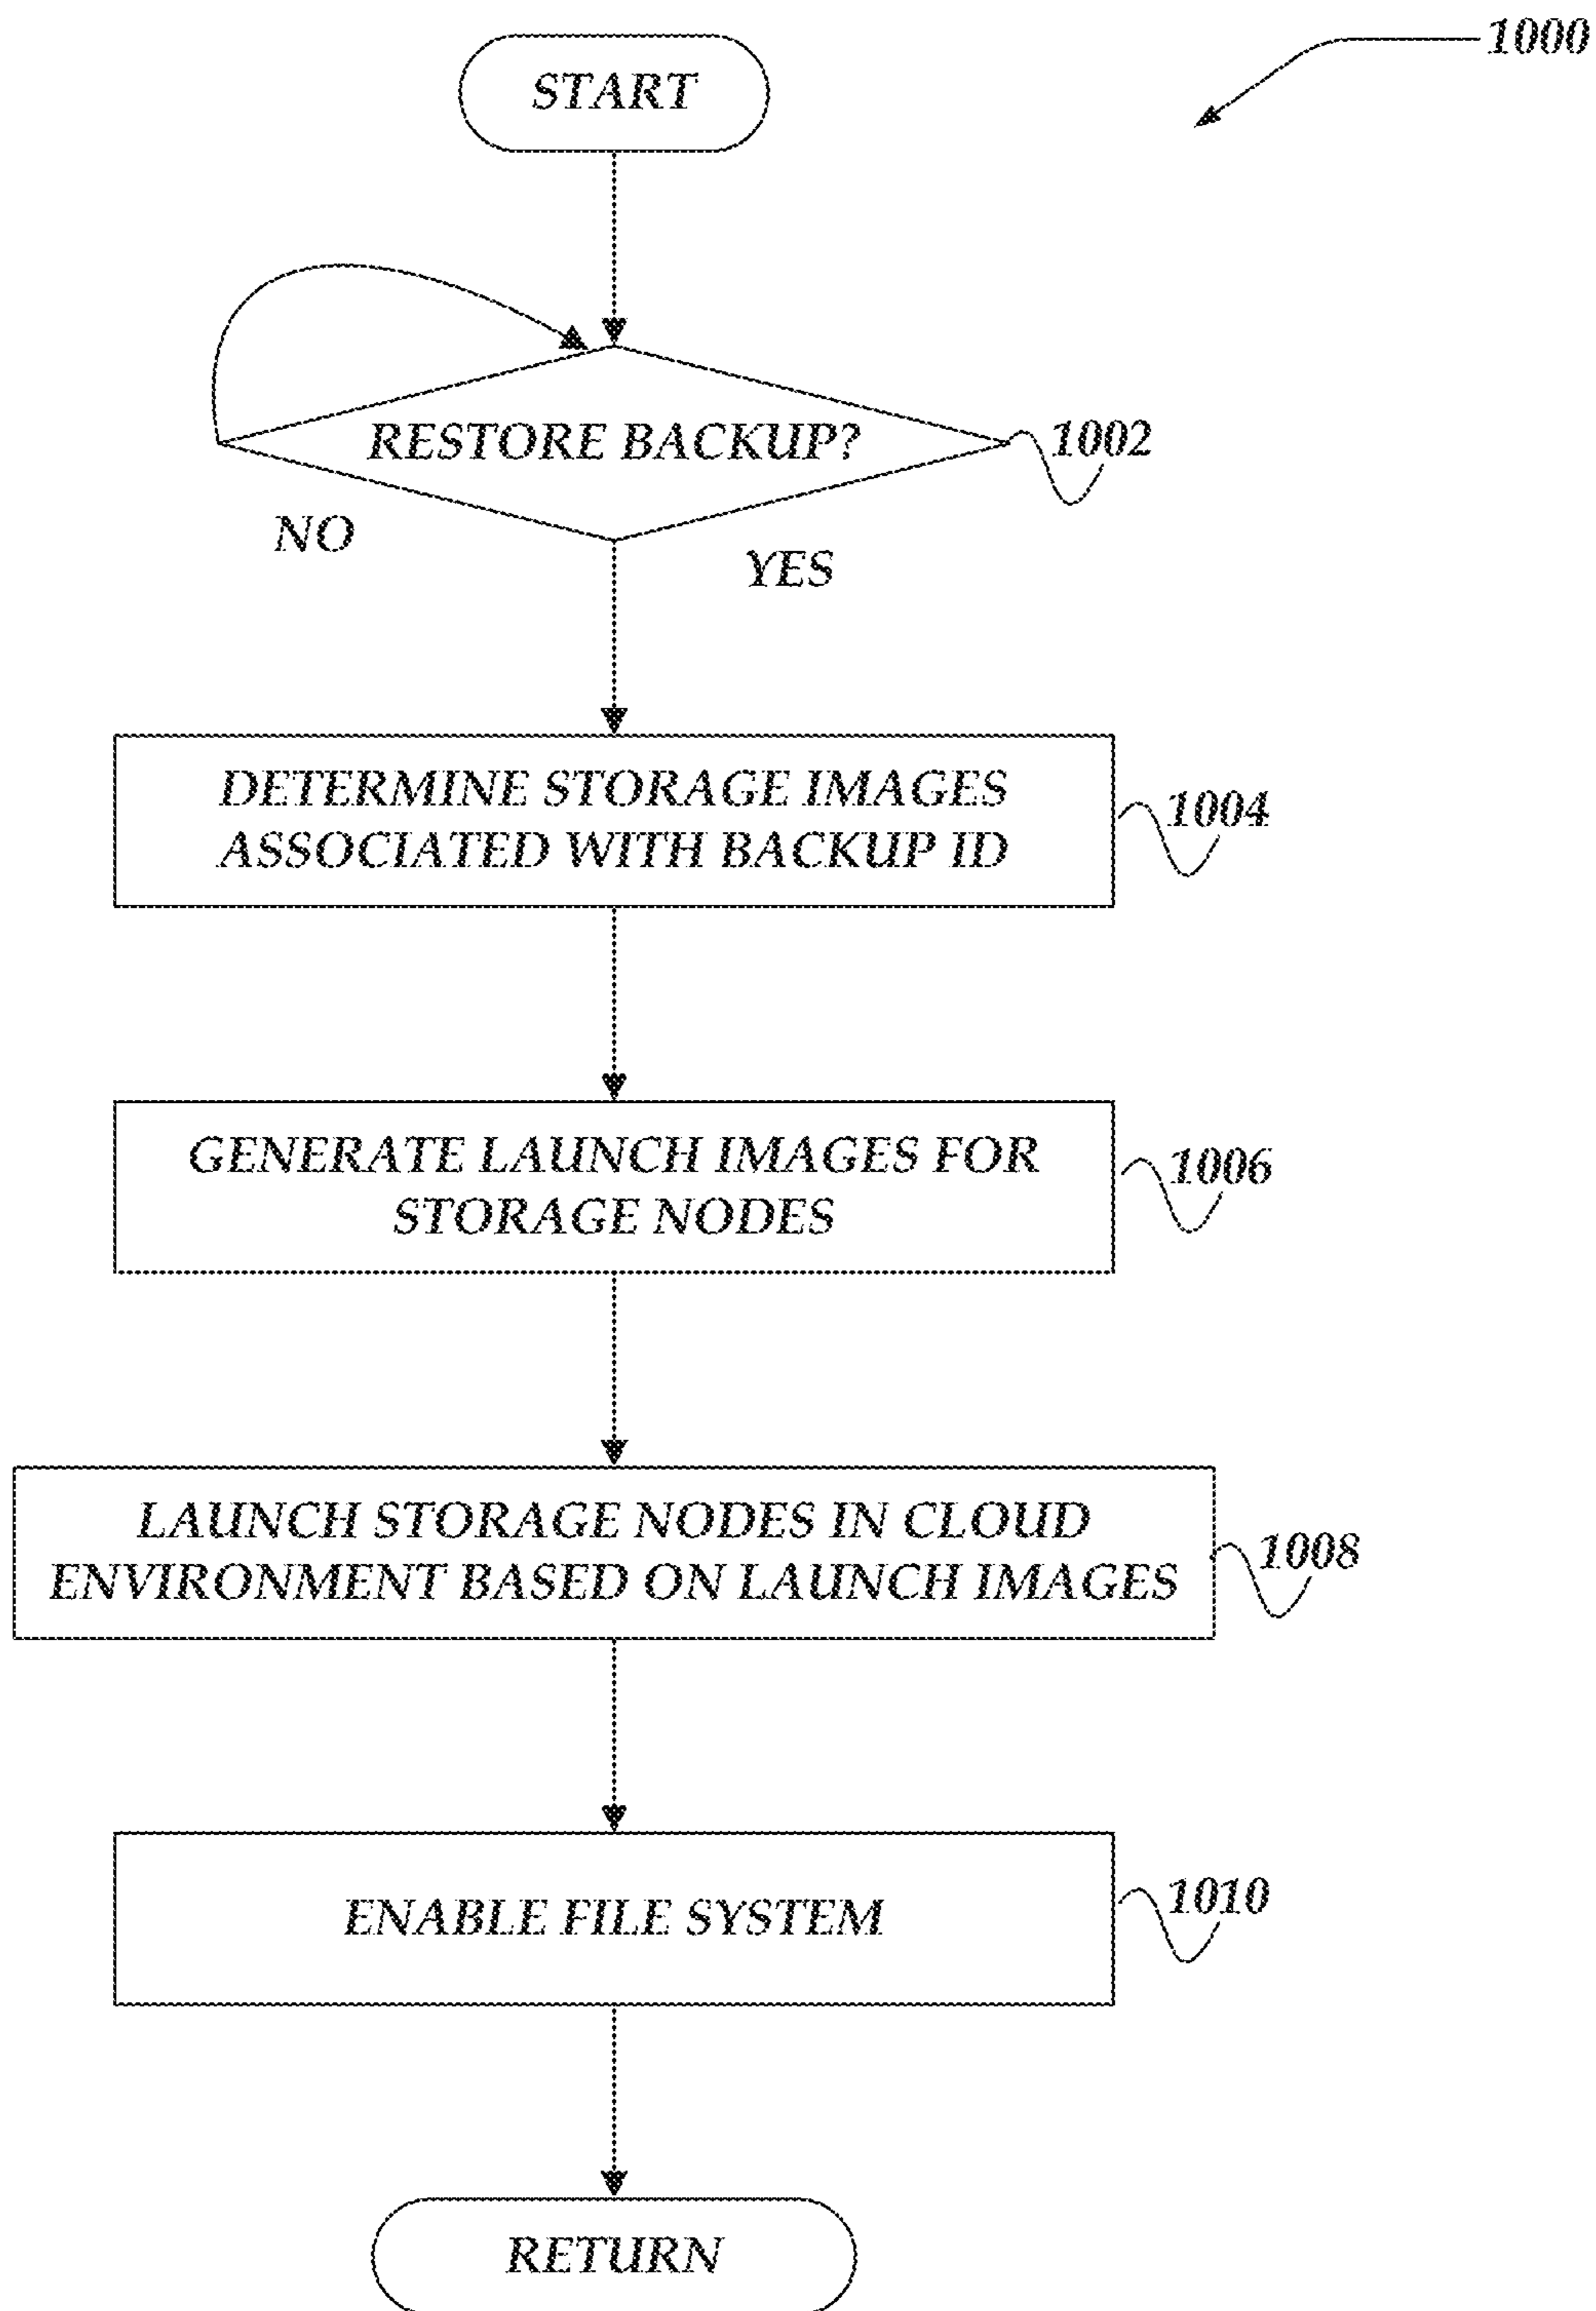 1000
START
RESTORE BACKUP?
1002
NO
YES
DETERMINE STORAGE IMAGES
ASSOCIATED WITH BACKUP ID
1004
GENERATE LAUNCH IMAGES FOR
STORAGE NODES
1006
LAUNCH STORAGE NODES IN CLOUD
ENVIRONMENT BASED ON LAUNCH IMAGES
1008
ENABLE FILE SYSTEM
1010
RETURN